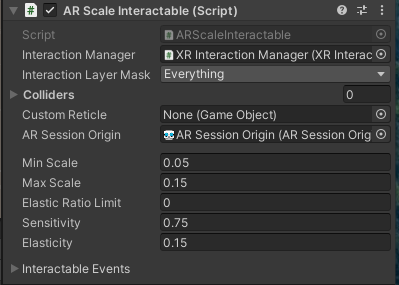 AR Scale Interactable (Script)
Script ARScaleInteractable
Interaction Manager XR Interaction Manager (XR Interac
Interaction Layer Mask Everything
Colliders 0
Custom Reticle None (Game Object)
AR Session Origin AR Session Origin (AR Session Orig
Min Scale 0.05
Max Scale 0.15
Elastic Ratio Limit 0
Sensitivity 0.75
Elasticity 0.15
Interactable Events